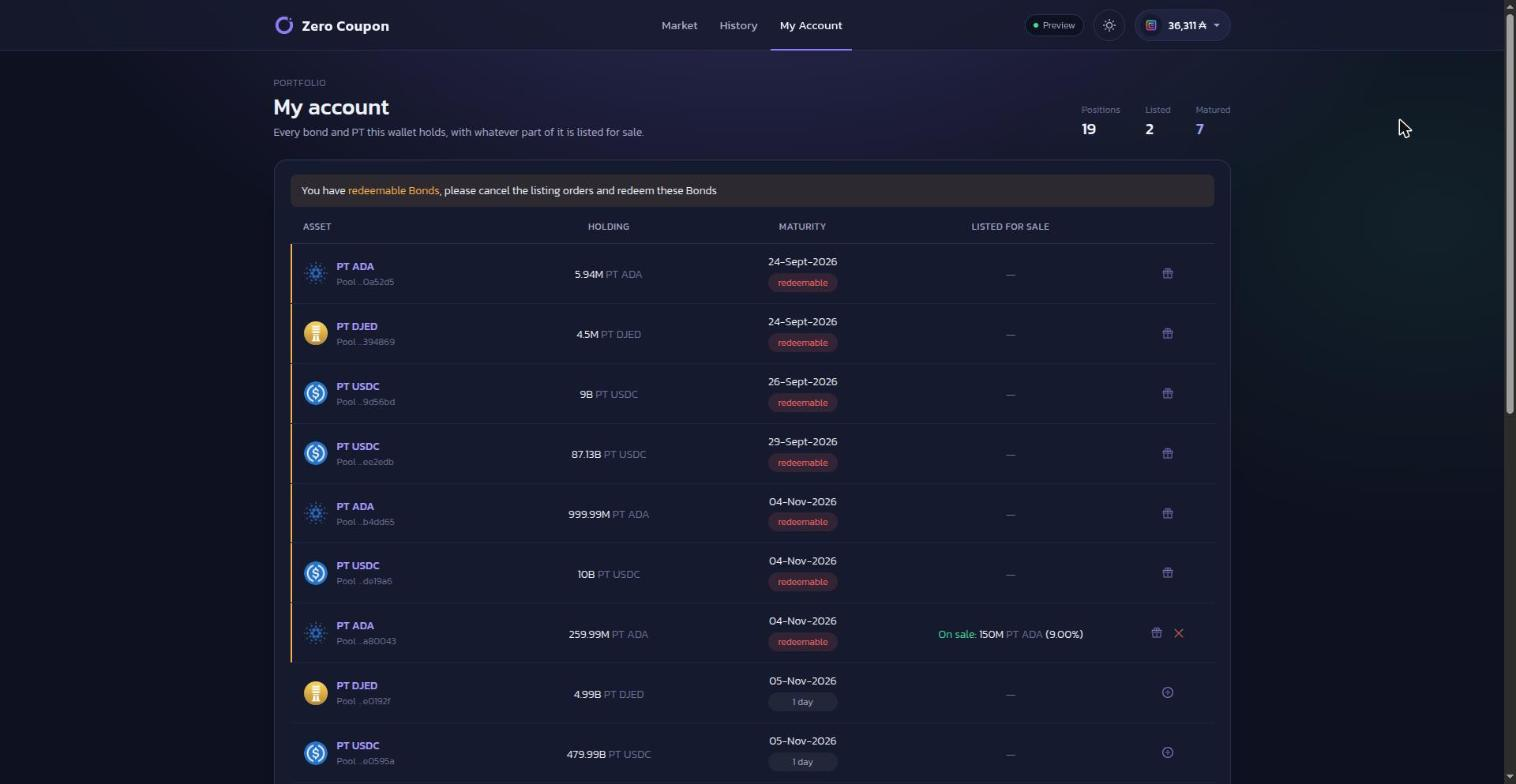 Zero Coupon
Market
History
My Account
Preview
36,311 ₳
PORTFOLIO
My account
Every bond and PT this wallet holds, with whatever part of it is listed for sale.
Positions
Listed
Matured
19
2
7
You have redeemable Bonds, please cancel the listing orders and redeem these Bonds
ASSET
HOLDING
MATURITY
LISTED FOR SALE
PT ADA
Pool ...0a52d5
5.94M PT ADA
24-Sept-2026
redeemable
—
PT DJED
Pool ...394869
4.5M PT DJED
24-Sept-2026
redeemable
—
PT USDC
Pool ...9d56bd
9B PT USDC
26-Sept-2026
redeemable
—
PT USDC
Pool ...ee2edb
87.13B PT USDC
29-Sept-2026
redeemable
—
PT ADA
Pool ...b4dd65
999.99M PT ADA
04-Nov-2026
redeemable
—
PT USDC
Pool ...de19a6
10B PT USDC
04-Nov-2026
redeemable
—
PT ADA
Pool ...a80043
259.99M PT ADA
04-Nov-2026
redeemable
On sale: 150M PT ADA (9.00%)
PT DJED
Pool ...e0192f
4.99B PT DJED
05-Nov-2026
1 day
—
PT USDC
Pool ...e0595a
479.99B PT USDC
05-Nov-2026
1 day
—